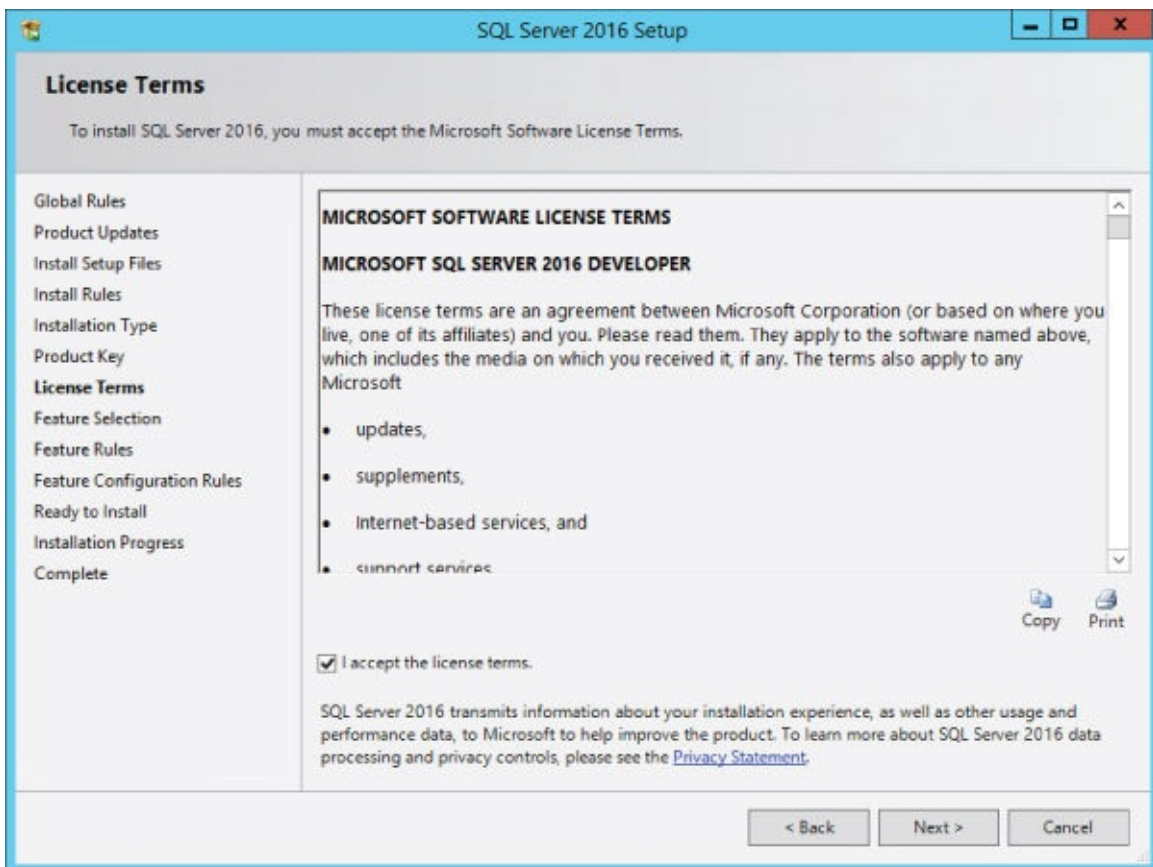 SQL Server 2016 Setup
License Terms
To install SQL Server 2016, you must accept the Microsoft Software License Terms.
Global Rules
Product Updates
Install Setup Files
Install Rules
Installation Type
Product Key
License Terms
Feature Selection
Feature Rules
Feature Configuration Rules
Ready to Install
Installation Progress
Complete
MICROSOFT SOFTWARE LICENSE TERMS
MICROSOFT SQL SERVER 2016 DEVELOPER
These license terms are an agreement between Microsoft Corporation (or based on where you
live, one of its affiliates) and you. Please read them. They apply to the software named above,
which includes the media on which you received it, if any. The terms also apply to any
Microsoft
• updates,
• supplements,
• Internet-based services, and
• support services
Copy Print
I accept the license terms.
SQL Server 2016 transmits information about your installation experience, as well as other usage and
performance data, to Microsoft to help improve the product. To learn more about SQL Server 2016 data
processing and privacy controls, please see the Privacy Statement.
< Back Next > Cancel